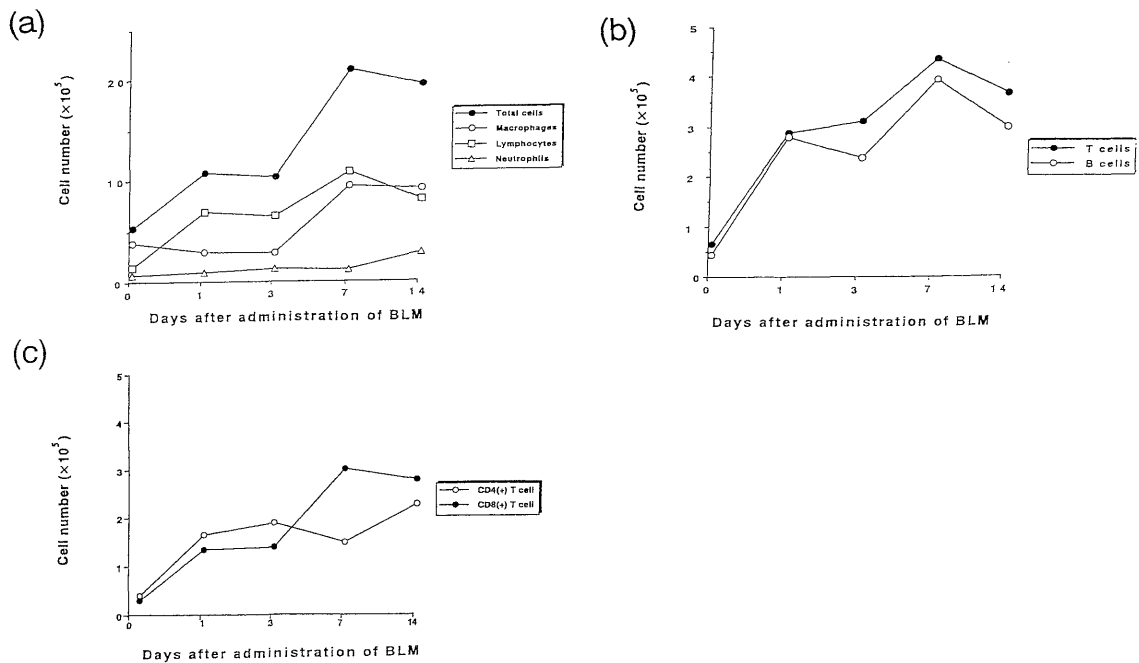 (a)
Cell number (×10⁵)
20
10
0
0 1 3 7 14
Days after administration of BLM
Total cells
Macrophages
Lymphocytes
Neutrophils
(b)
Cell number (×10⁵)
5
4
3
2
1
0
0 1 3 7 14
Days after administration of BLM
T cells
B cells
(c)
Cell number (×10⁵)
5
4
3
2
1
0
0 1 3 7 14
Days after administration of BLM
CD4(+) T cell
CD8(+) T cell